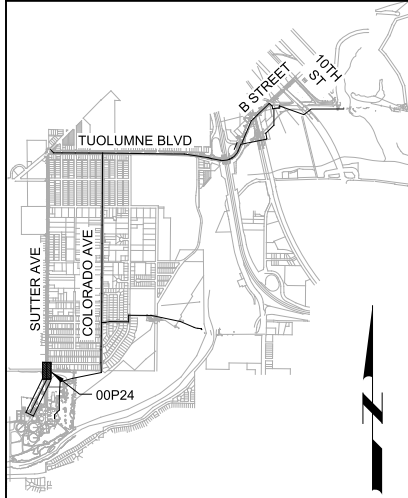 10TH
ST
B STREET
TUOLUMNE BLVD
SUTTER AVE
COLORADO AVE
00P24
N